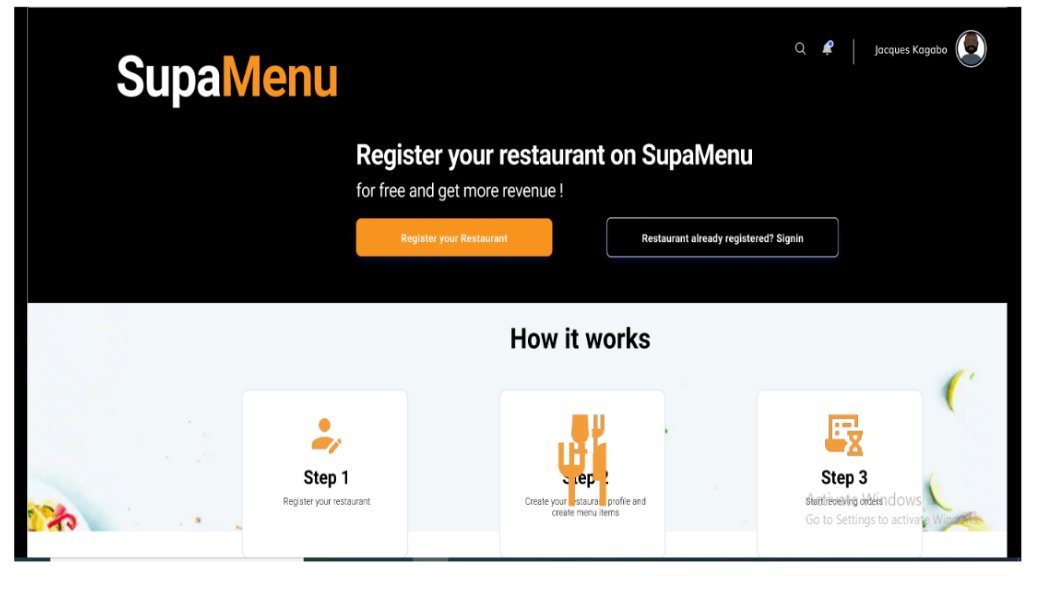 SupaMenu
Jacques Kagabo
Register your restaurant on SupaMenu
for free and get more revenue !
Register your Restaurant
Restaurant already registered? Signin
How it works
Step 1
Register your restaurant
Step 2
Create your restaurant profile and
create menu items
Step 3
Start receiving orders
Activate Windows
Go to Settings to activate Windows.